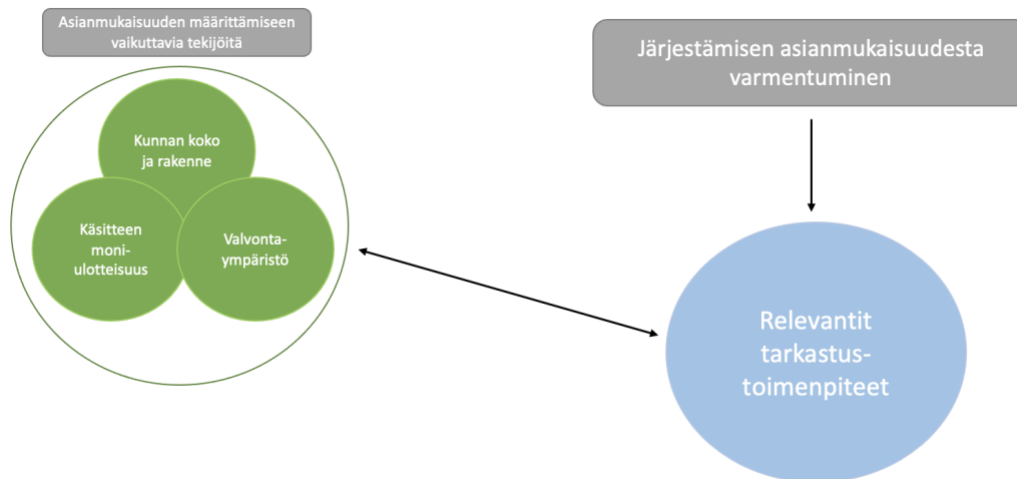 Asianmukaisuuden määrittämiseen
vaikuttavia tekijöitä
Kunnan koko
ja rakenne
Käsitteen
moni-
ulotteisuus
Valvonta-
ympäristö
Järjestämisen asianmukaisuudesta
varmentuminen
Relevantit
tarkastus-
toimenpiteet